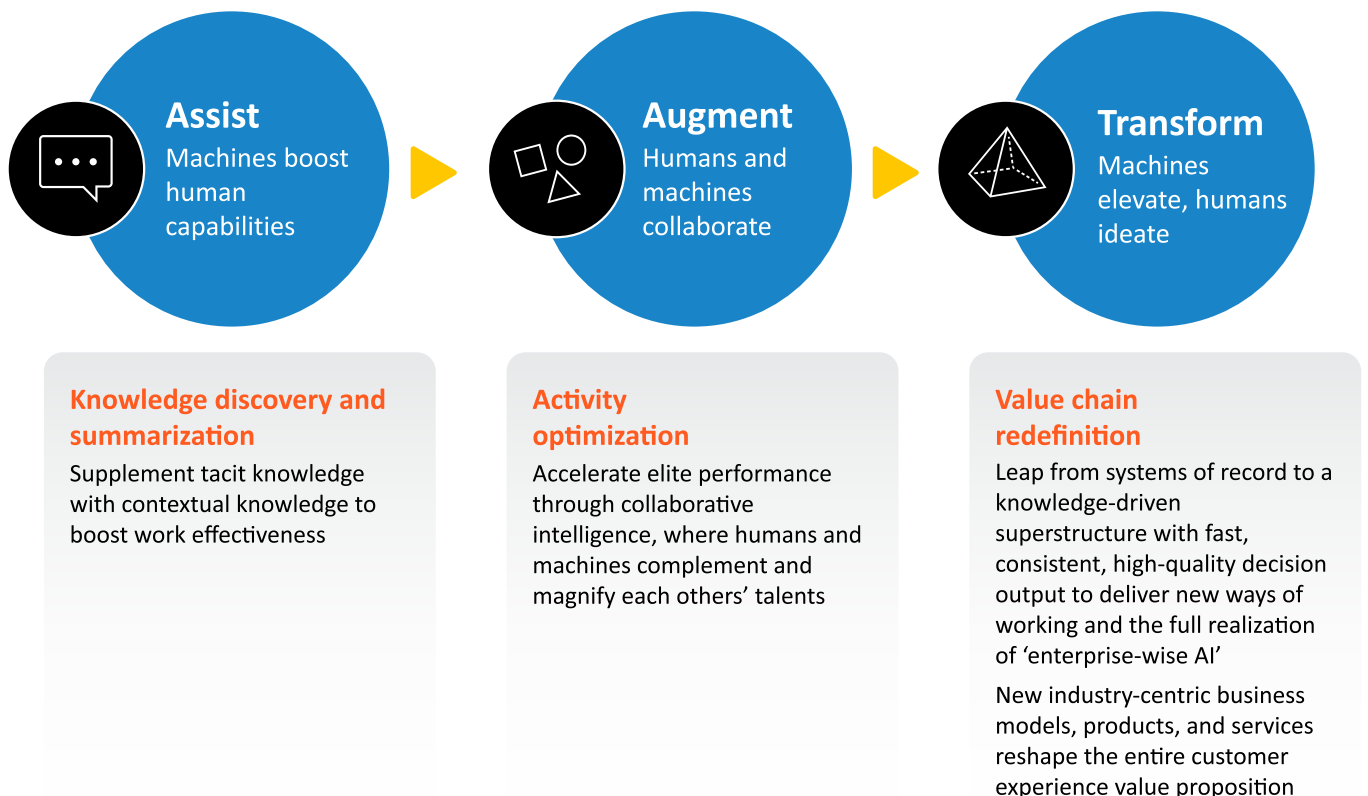 Assist
Machines boost
human
capabilities
Augment
Humans and
machines
collaborate
Transform
Machines
elevate, humans
ideate
Knowledge discovery and
summarization
Supplement tacit knowledge
with contextual knowledge to
boost work effectiveness
Activity
optimization
Accelerate elite performance
through collaborative
intelligence, where humans and
machines complement and
magnify each others’ talents
Value chain
redefinition
Leap from systems of record to a
knowledge-driven
superstructure with fast,
consistent, high-quality decision
output to deliver new ways of
working and the full realization
of ‘enterprise-wise AI’
New industry-centric business
models, products, and services
reshape the entire customer
experience value proposition